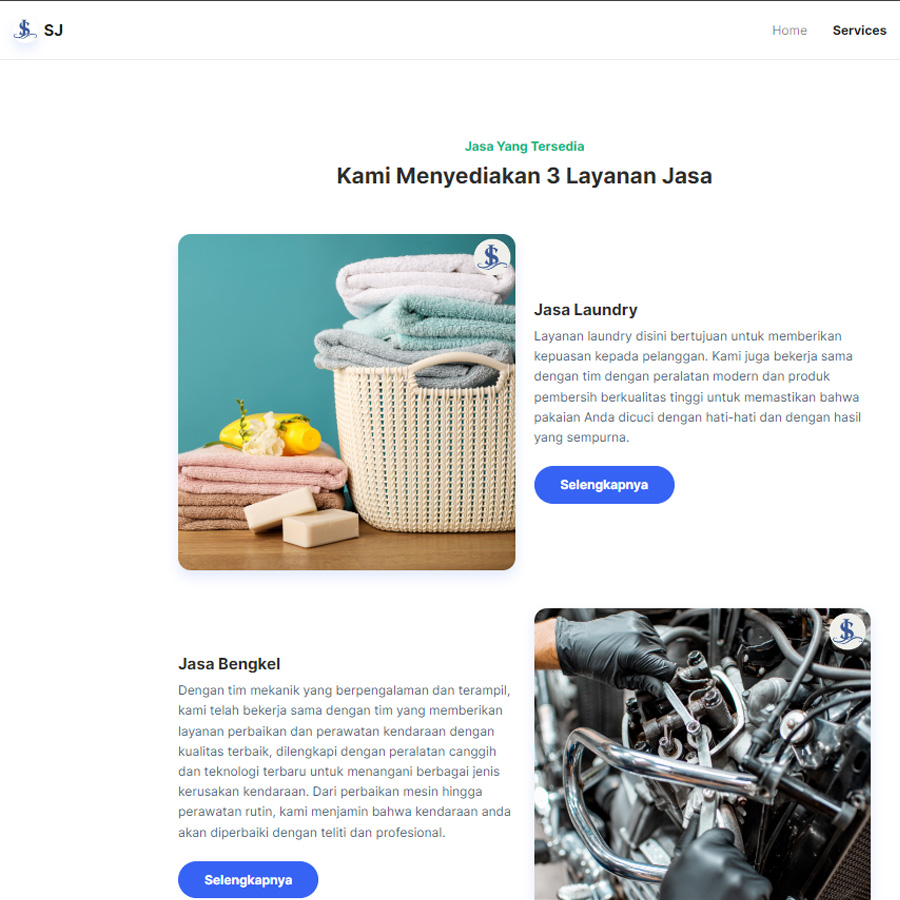 SJ
Home
Services
Jasa Yang Tersedia
Kami Menyediakan 3 Layanan Jasa
Jasa Laundry
Layanan laundry disini bertujuan untuk memberikan
kepuasan kepada pelanggan. Kami juga bekerja sama
dengan tim dengan peralatan modern dan produk
pembersih berkualitas tinggi untuk memastikan bahwa
pakaian Anda dicuci dengan hati-hati dan dengan hasil
yang sempurna.
Selengkapnya
Jasa Bengkel
Dengan tim mekanik yang berpengalaman dan terampil,
kami telah bekerja sama dengan tim yang memberikan
layanan perbaikan dan perawatan kendaraan dengan
kualitas terbaik, dilengkapi dengan peralatan canggih
dan teknologi terbaru untuk menangani berbagai jenis
kerusakan kendaraan. Dari perbaikan mesin hingga
perawatan rutin, kami menjamin bahwa kendaraan anda
akan diperbaiki dengan teliti dan profesional.
Selengkapnya